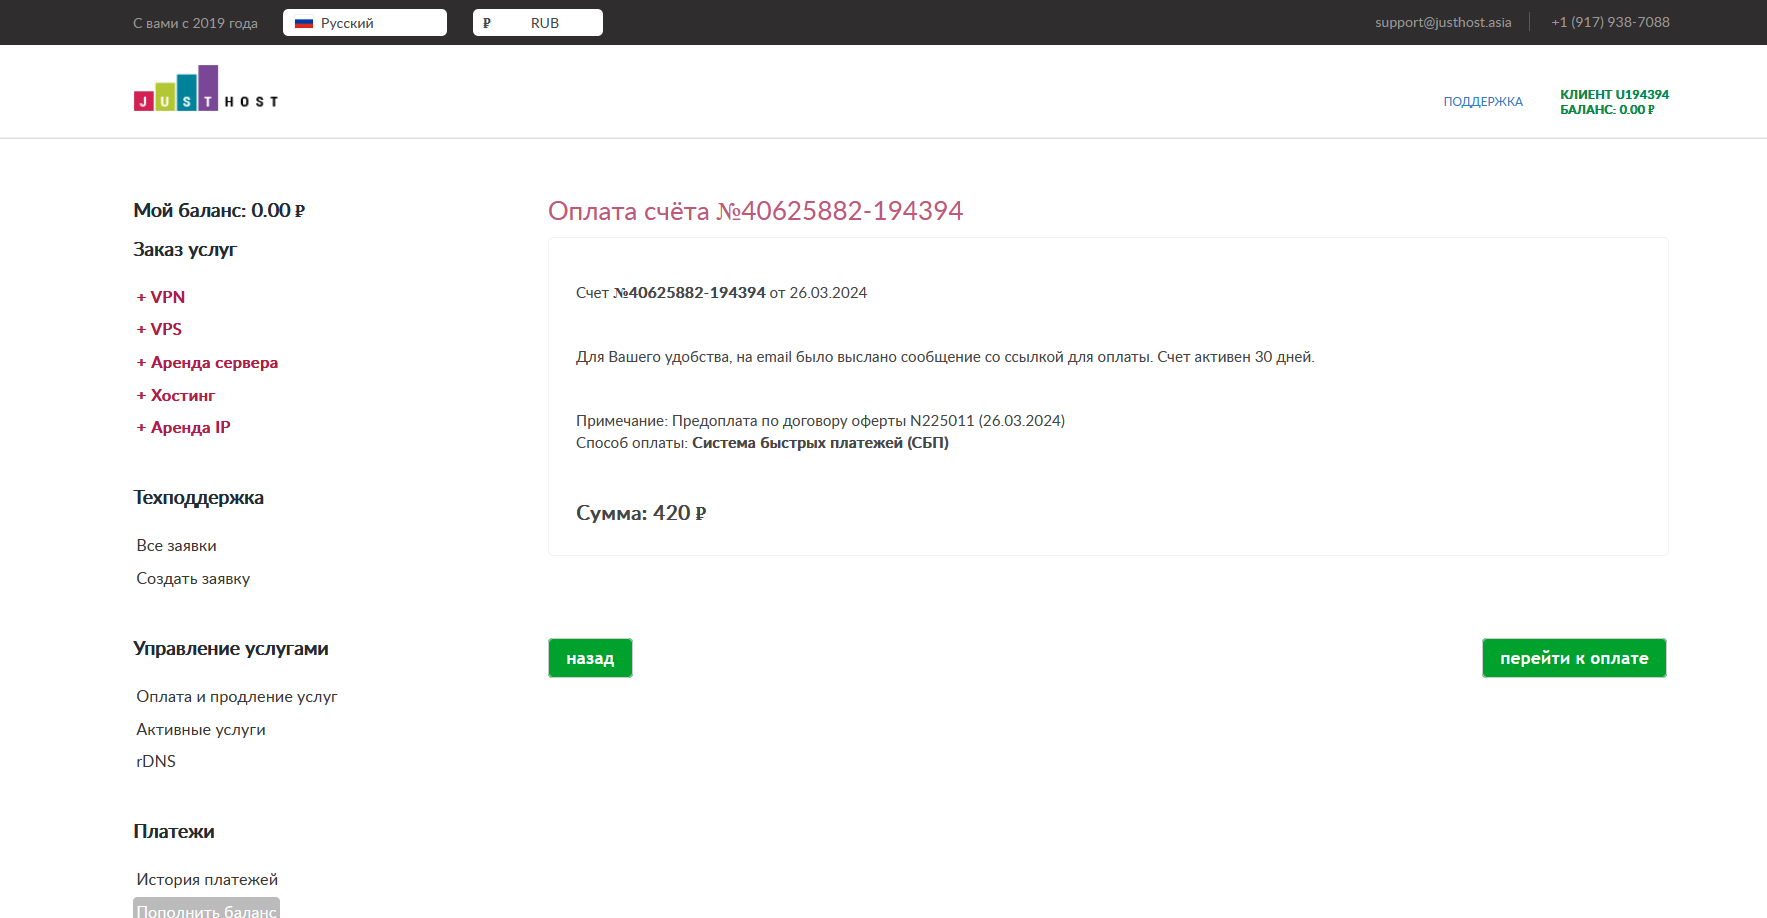 С вами с 2019 года
Русский
₽ RUB
support@justhost.asia
+1 (917) 938-7088
JUST HOST
ПОДДЕРЖКА
КЛИЕНТ U194394
БАЛАНС: 0.00 ₽
Мой баланс: 0.00 ₽
Заказ услуг
+ VPN
+ VPS
+ Аренда сервера
+ Хостинг
+ Аренда IP
Техподдержка
Все заявки
Создать заявку
Управление услугами
Оплата и продление услуг
Активные услуги
rDNS
Платежи
История платежей
Пополнить баланс
Оплата счёта №40625882-194394
Счет №40625882-194394 от 26.03.2024
Для Вашего удобства, на email было выслано сообщение со ссылкой для оплаты. Счет активен 30 дней.
Примечание: Предоплата по договору оферты N225011 (26.03.2024)
Способ оплаты: Система быстрых платежей (СБП)
Сумма: 420 ₽
назад
перейти к оплате